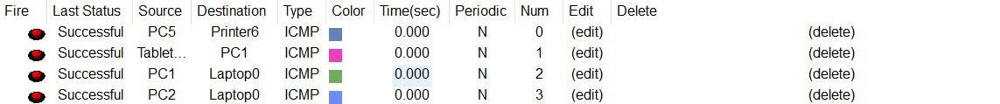 Fire Last Status Source Destination Type Color Time(sec) Periodic Num Edit Delete
Successful PC5 Printer6 ICMP 0.000 N 0 (edit) (delete)
Successful Tablet... PC1 ICMP 0.000 N 1 (edit) (delete)
Successful PC1 Laptop0 ICMP 0.000 N 2 (edit) (delete)
Successful PC2 Laptop0 ICMP 0.000 N 3 (edit) (delete)